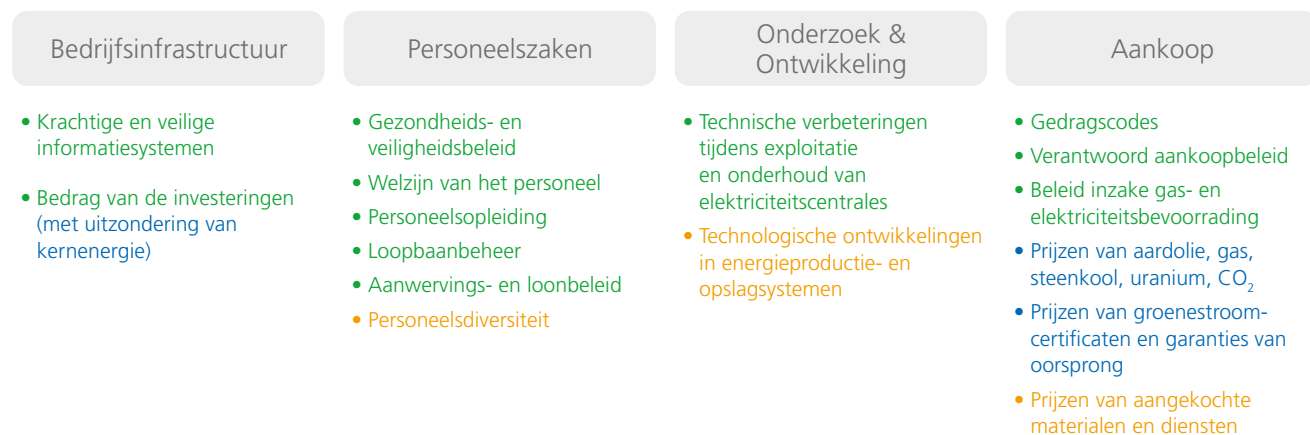 Bedrijfsinfrastructuur
• Krachtige en veilige
informatiesystemen
• Bedrag van de investeringen
(met uitzondering van
kernenergie)
Personeelszaken
• Gezondheids- en
veiligheidsbeleid
• Welzijn van het personeel
• Personeelsopleiding
• Loopbaanbeheer
• Aanwervings- en loonbeleid
• Personeelsdiversiteit
Onderzoek &
Ontwikkeling
• Technische verbeteringen
tijdens exploitatie
en onderhoud van
elektriciteitscentrales
• Technologische ontwikkelingen
in energieproductie- en
opslagsystemen
Aankoop
• Gedragscodes
• Verantwoord aankoopbeleid
• Beleid inzake gas- en
elektriciteitsbevoorrading
• Prijzen van aardolie, gas,
steenkool, uranium, CO₂
• Prijzen van groenestroom-
certificaten en garanties van
oorsprong
• Prijzen van aangekochte
materialen en diensten